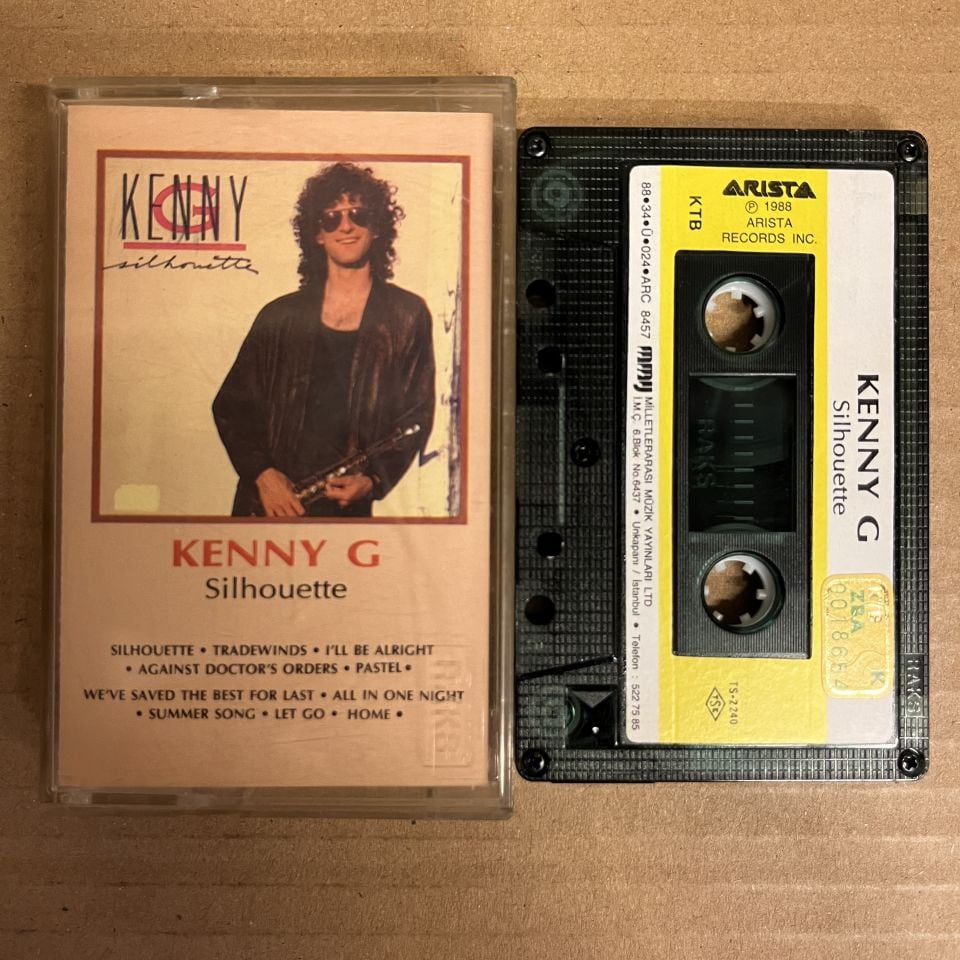 KENNY
G
silhouette
KENNY G
Silhouette
SILHOUETTE • TRADEWINDS • I'LL BE ALRIGHT
• AGAINST DOCTOR'S ORDERS • PASTEL •
WE'VE SAVED THE BEST FOR LAST • ALL IN ONE NIGHT
• SUMMER SONG • LET GO • HOME •
RAKS
ARISTA
Ⓟ 1988
ARISTA
RECORDS INC.
KTB
88•34•Ü•024•ARC 8457
MMY MİLLETLERARASI MÜZİK YAYINLARI LTD
İ.M.Ç. 6.Blok No.6437 • Unkapanı / İstanbul • Telefon : 522 75 85
RAKS
KENNY G
Silhouette
TS-2240
TSE
ZBA
RAKS